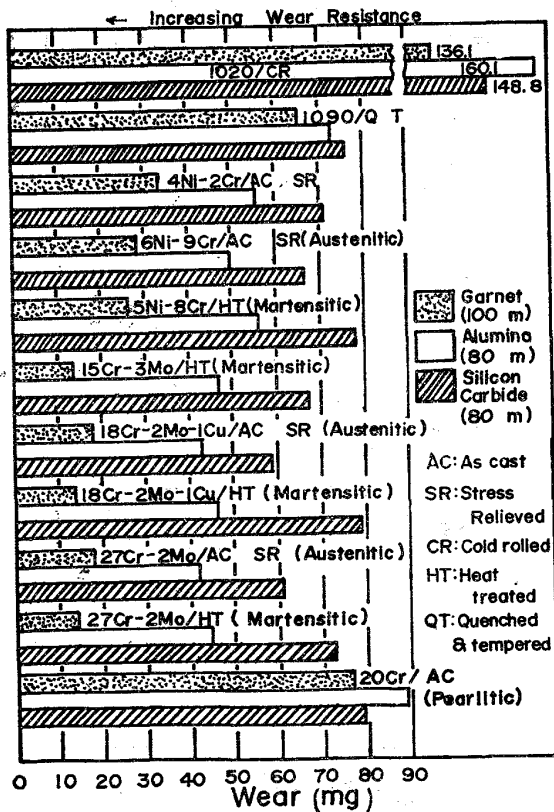 ← Increasing Wear Resistance
136.1
1020/CR
160.1
148.8
1090/Q T
4Ni-2Cr/AC SR
6Ni-9Cr/AC SR(Austenitic)
5Ni-8Cr/HT(Martensitic)
15Cr-3Mo/HT(Martensitic)
18Cr-2Mo-1Cu/AC SR (Austenitic)
18Cr-2Mo-1Cu/HT (Martensitic)
27Cr-2Mo/AC SR (Austenitic)
27Cr-2Mo/HT (Martensitic)
20Cr/AC
(Pearlitic)
Garnet
(100 m)
Alumina
(80 m)
Silicon
Carbide
(80 m)
AC: As cast
SR: Stress
Relieved
CR: Cold rolled
HT: Heat
treated
QT: Quenched
& tempered
0 10 20 30 40 50 60 70 80 90
Wear (mg)